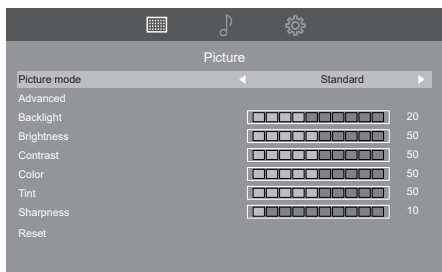 Picture
Picture mode Standard
Advanced
Backlight 20
Brightness 50
Contrast 50
Color 50
Tint 50
Sharpness 10
Reset